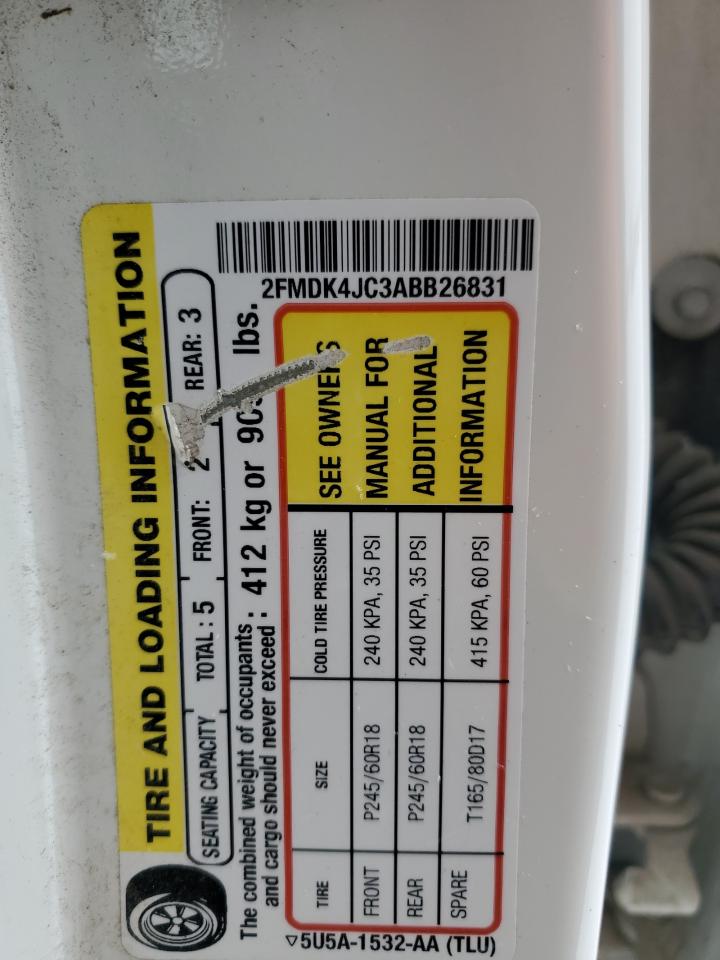 TIRE AND LOADING INFORMATION
SEATING CAPACITY TOTAL : 5 FRONT: 2 REAR: 3
The combined weight of occupants
and cargo should never exceed : 412 kg or lbs.
2FMDK4JC3ABB26831
TIRE SIZE COLD TIRE PRESSURE
FRONT P245/60R18 240 KPA, 35 PSI
REAR P245/60R18 240 KPA, 35 PSI
SPARE T165/80D17 415 KPA, 60 PSI
SEE OWNERS
MANUAL FOR
ADDITIONAL
INFORMATION
▽5U5A-1532-AA (TLU)